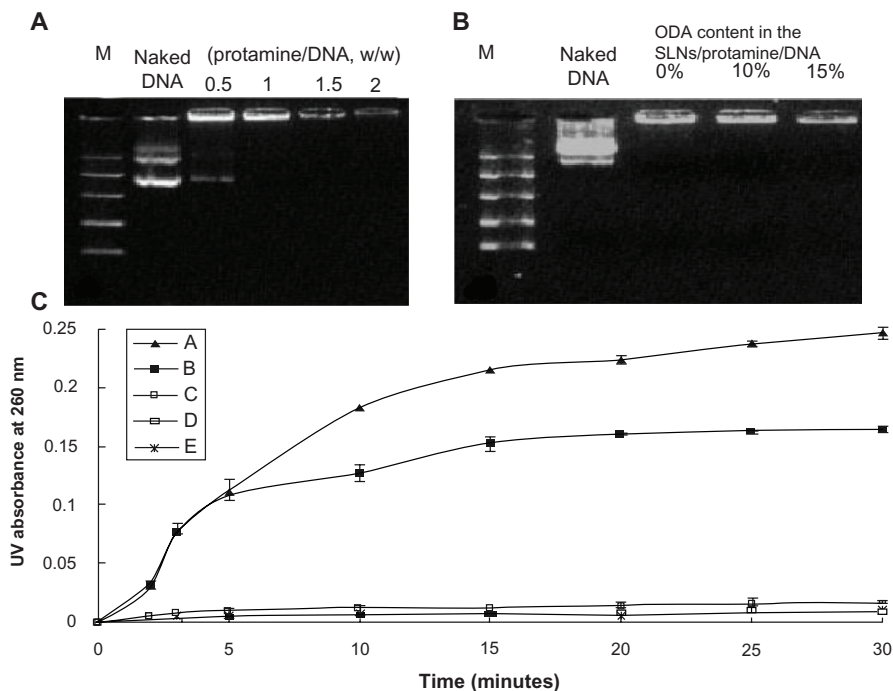 A
M
Naked
DNA
(protamine/DNA, w/w)
0.5 1 1.5 2
B
M
Naked
DNA
ODA content in the
SLNs/protamine/DNA
0% 10% 15%
C
UV absorbance at 260 nm
0.25
0.2
0.15
0.1
0.05
0
A
B
C
D
E
0 5 10 15 20 25 30
Time (minutes)